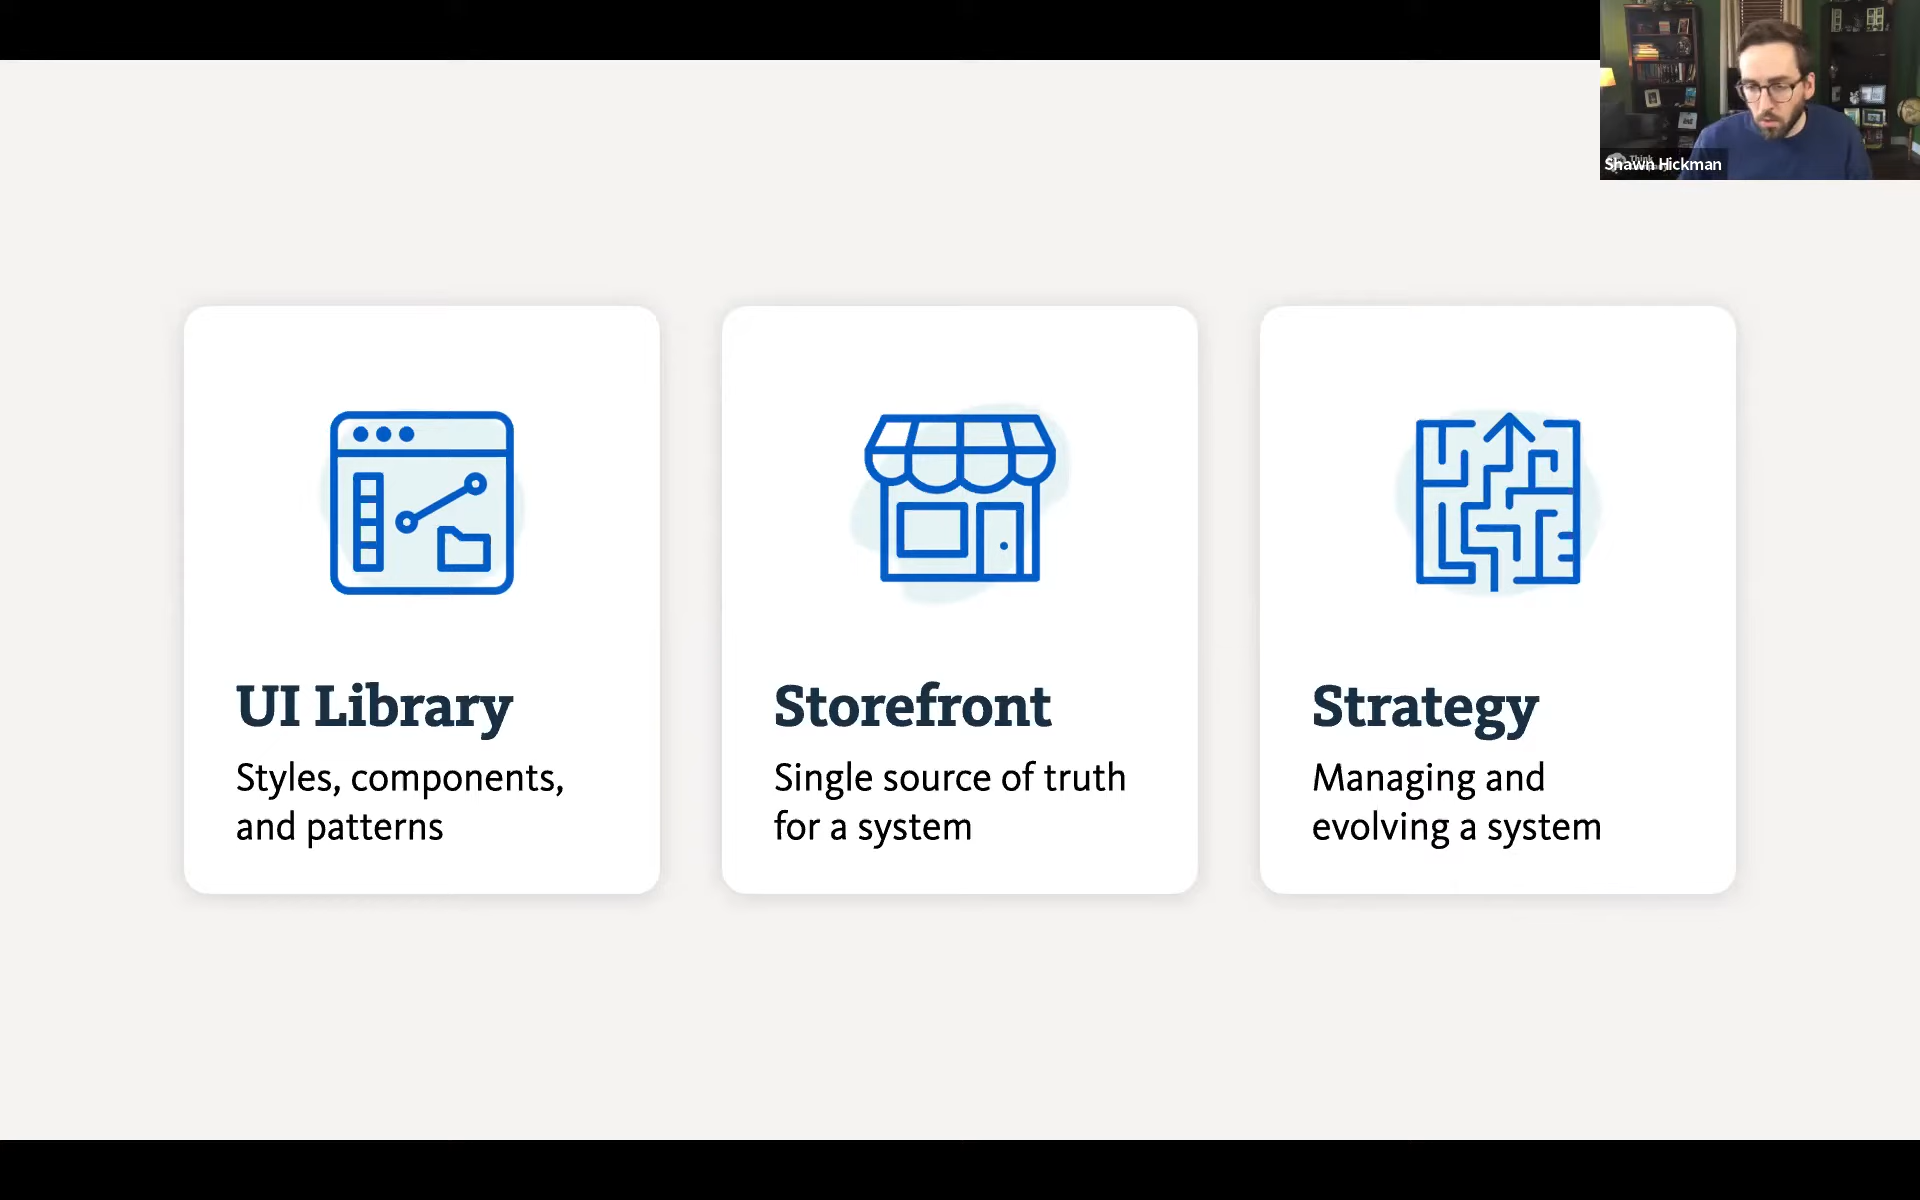 Shawn Hickman
UI Library
Styles, components,
and patterns
Storefront
Single source of truth
for a system
Strategy
Managing and
evolving a system